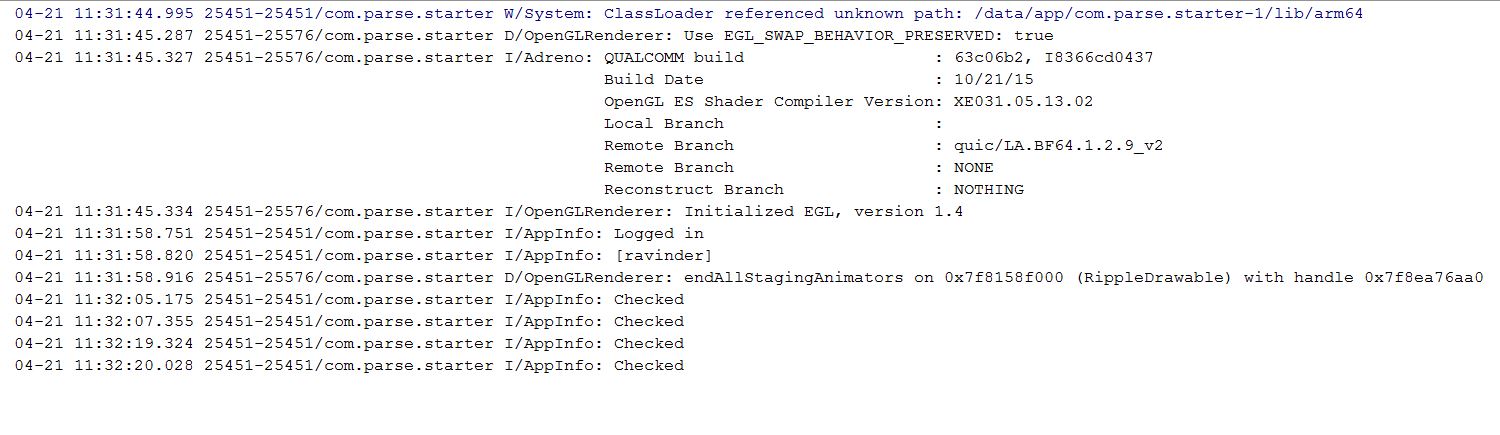 04-21 11:31:44.995 25451-25451/com.parse.starter W/System: ClassLoader referenced unknown path: /data/app/com.parse.starter-1/lib/arm64
04-21 11:31:45.287 25451-25576/com.parse.starter D/OpenGLRenderer: Use EGL_SWAP_BEHAVIOR_PRESERVED: true
04-21 11:31:45.327 25451-25576/com.parse.starter I/Adreno: QUALCOMM build : 63c06b2, I8366cd0437
Build Date : 10/21/15
OpenGL ES Shader Compiler Version: XE031.05.13.02
Local Branch :
Remote Branch : quic/LA.BF64.1.2.9_v2
Remote Branch : NONE
Reconstruct Branch : NOTHING
04-21 11:31:45.334 25451-25576/com.parse.starter I/OpenGLRenderer: Initialized EGL, version 1.4
04-21 11:31:58.751 25451-25451/com.parse.starter I/AppInfo: Logged in
04-21 11:31:58.820 25451-25451/com.parse.starter I/AppInfo: [ravinder]
04-21 11:31:58.916 25451-25576/com.parse.starter D/OpenGLRenderer: endAllStagingAnimators on 0x7f8158f000 (RippleDrawable) with handle 0x7f8ea76aa0
04-21 11:32:05.175 25451-25451/com.parse.starter I/AppInfo: Checked
04-21 11:32:07.355 25451-25451/com.parse.starter I/AppInfo: Checked
04-21 11:32:19.324 25451-25451/com.parse.starter I/AppInfo: Checked
04-21 11:32:20.028 25451-25451/com.parse.starter I/AppInfo: Checked